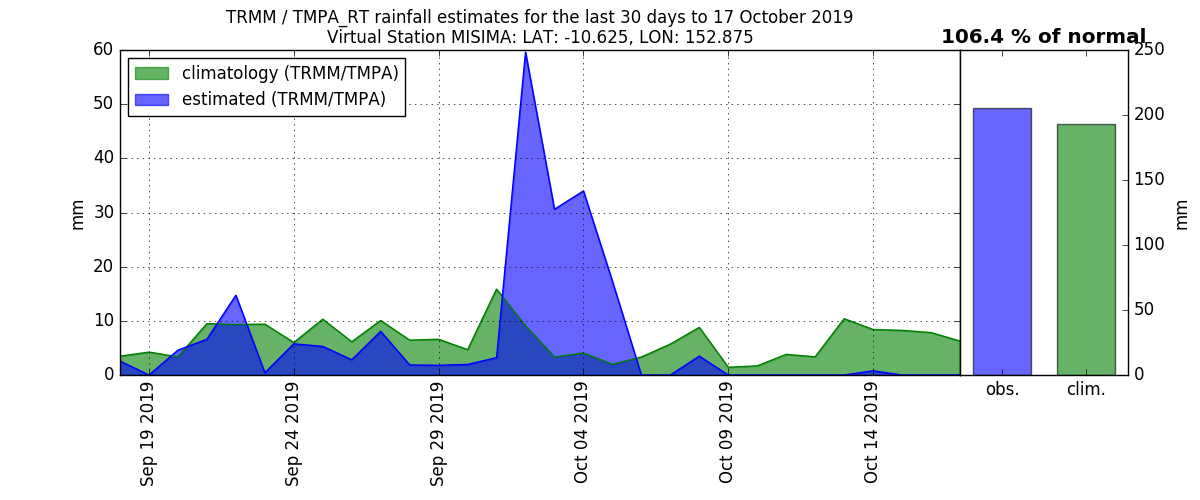 TRMM / TMPA_RT rainfall estimates for the last 30 days to 17 October 2019
Virtual Station MISIMA: LAT: -10.625, LON: 152.875
106.4 % of normal
climatology (TRMM/TMPA)
estimated (TRMM/TMPA)
60
50
40
30
20
10
0
mm
Sep 19 2019
Sep 24 2019
Sep 29 2019
Oct 04 2019
Oct 09 2019
Oct 14 2019
250
200
150
100
50
0
mm
obs.
clim.